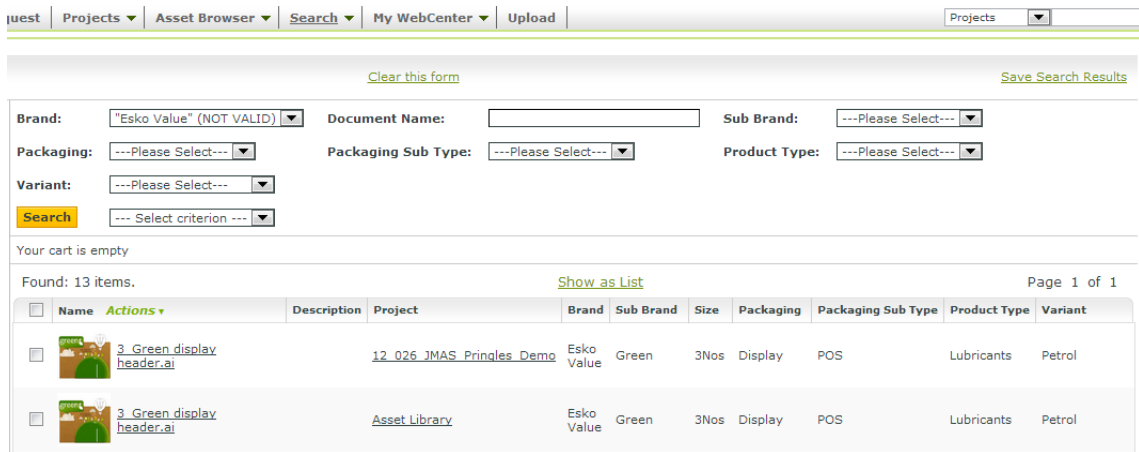 quest Projects Asset Browser Search My WebCenter Upload Projects
Clear this form Save Search Results
Brand: "Esko Value" (NOT VALID) Document Name: Sub Brand: ---Please Select---
Packaging: ---Please Select--- Packaging Sub Type: ---Please Select--- Product Type: ---Please Select---
Variant: ---Please Select---
Search --- Select criterion ---
Your cart is empty
Found: 13 items. Show as List Page 1 of 1
Name Actions Description Project Brand Sub Brand Size Packaging Packaging Sub Type Product Type Variant
green
3_Green display header.ai 12_026_JMAS_Pringles_Demo Esko Value Green 3Nos Display POS Lubricants Petrol
green
3_Green display header.ai Asset Library Esko Value Green 3Nos Display POS Lubricants Petrol